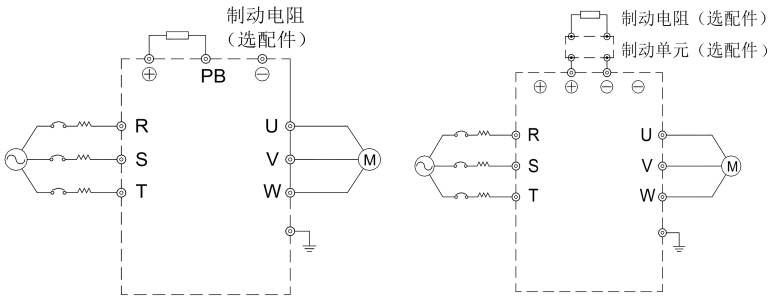 制动电阻
（选配件）
⊕ PB ⊖
R U
S V M
T W
制动电阻（选配件）
制动单元（选配件）
⊕ ⊕ ⊖ ⊖
R U
S V M
T W